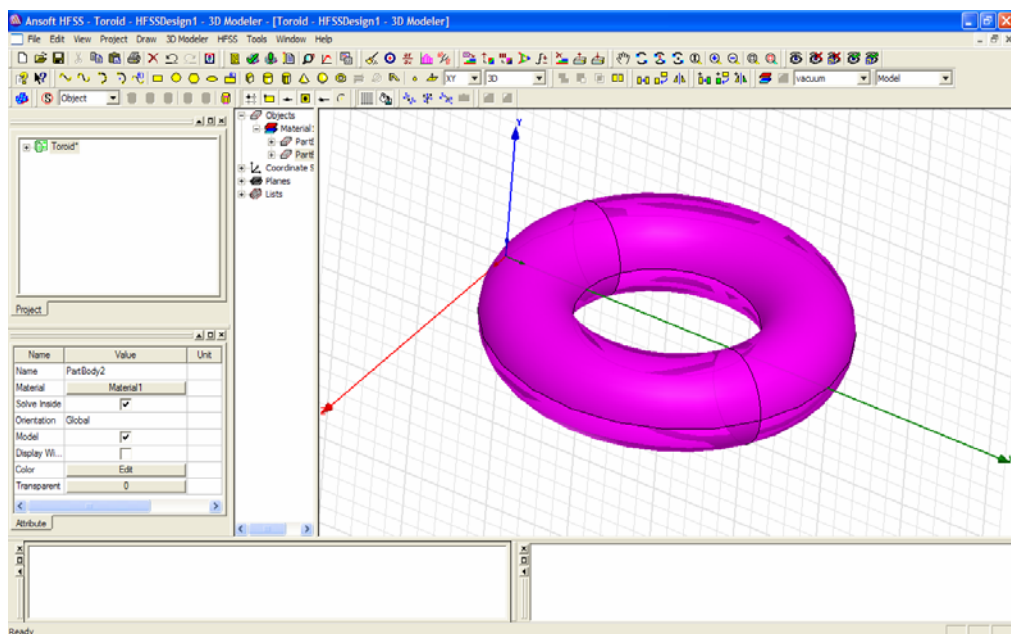 Ansoft HFSS - Toroid - HFSSDesign1 - 3D Modeler - [Toroid - HFSSDesign1 - 3D Modeler]
File Edit View Project Draw 3D Modeler HFSS Tools Window Help
XY 3D vacuum Model
Object
Toroid*
Project
Objects
Material:
Part
Part
Coordinate S
Planes
Lists
Y
Name Value Unit
Name PartBody2
Material Material1
Solve Inside
Orientation Global
Model
Display Wi...
Color Edit
Transparent 0
Attribute
Ready